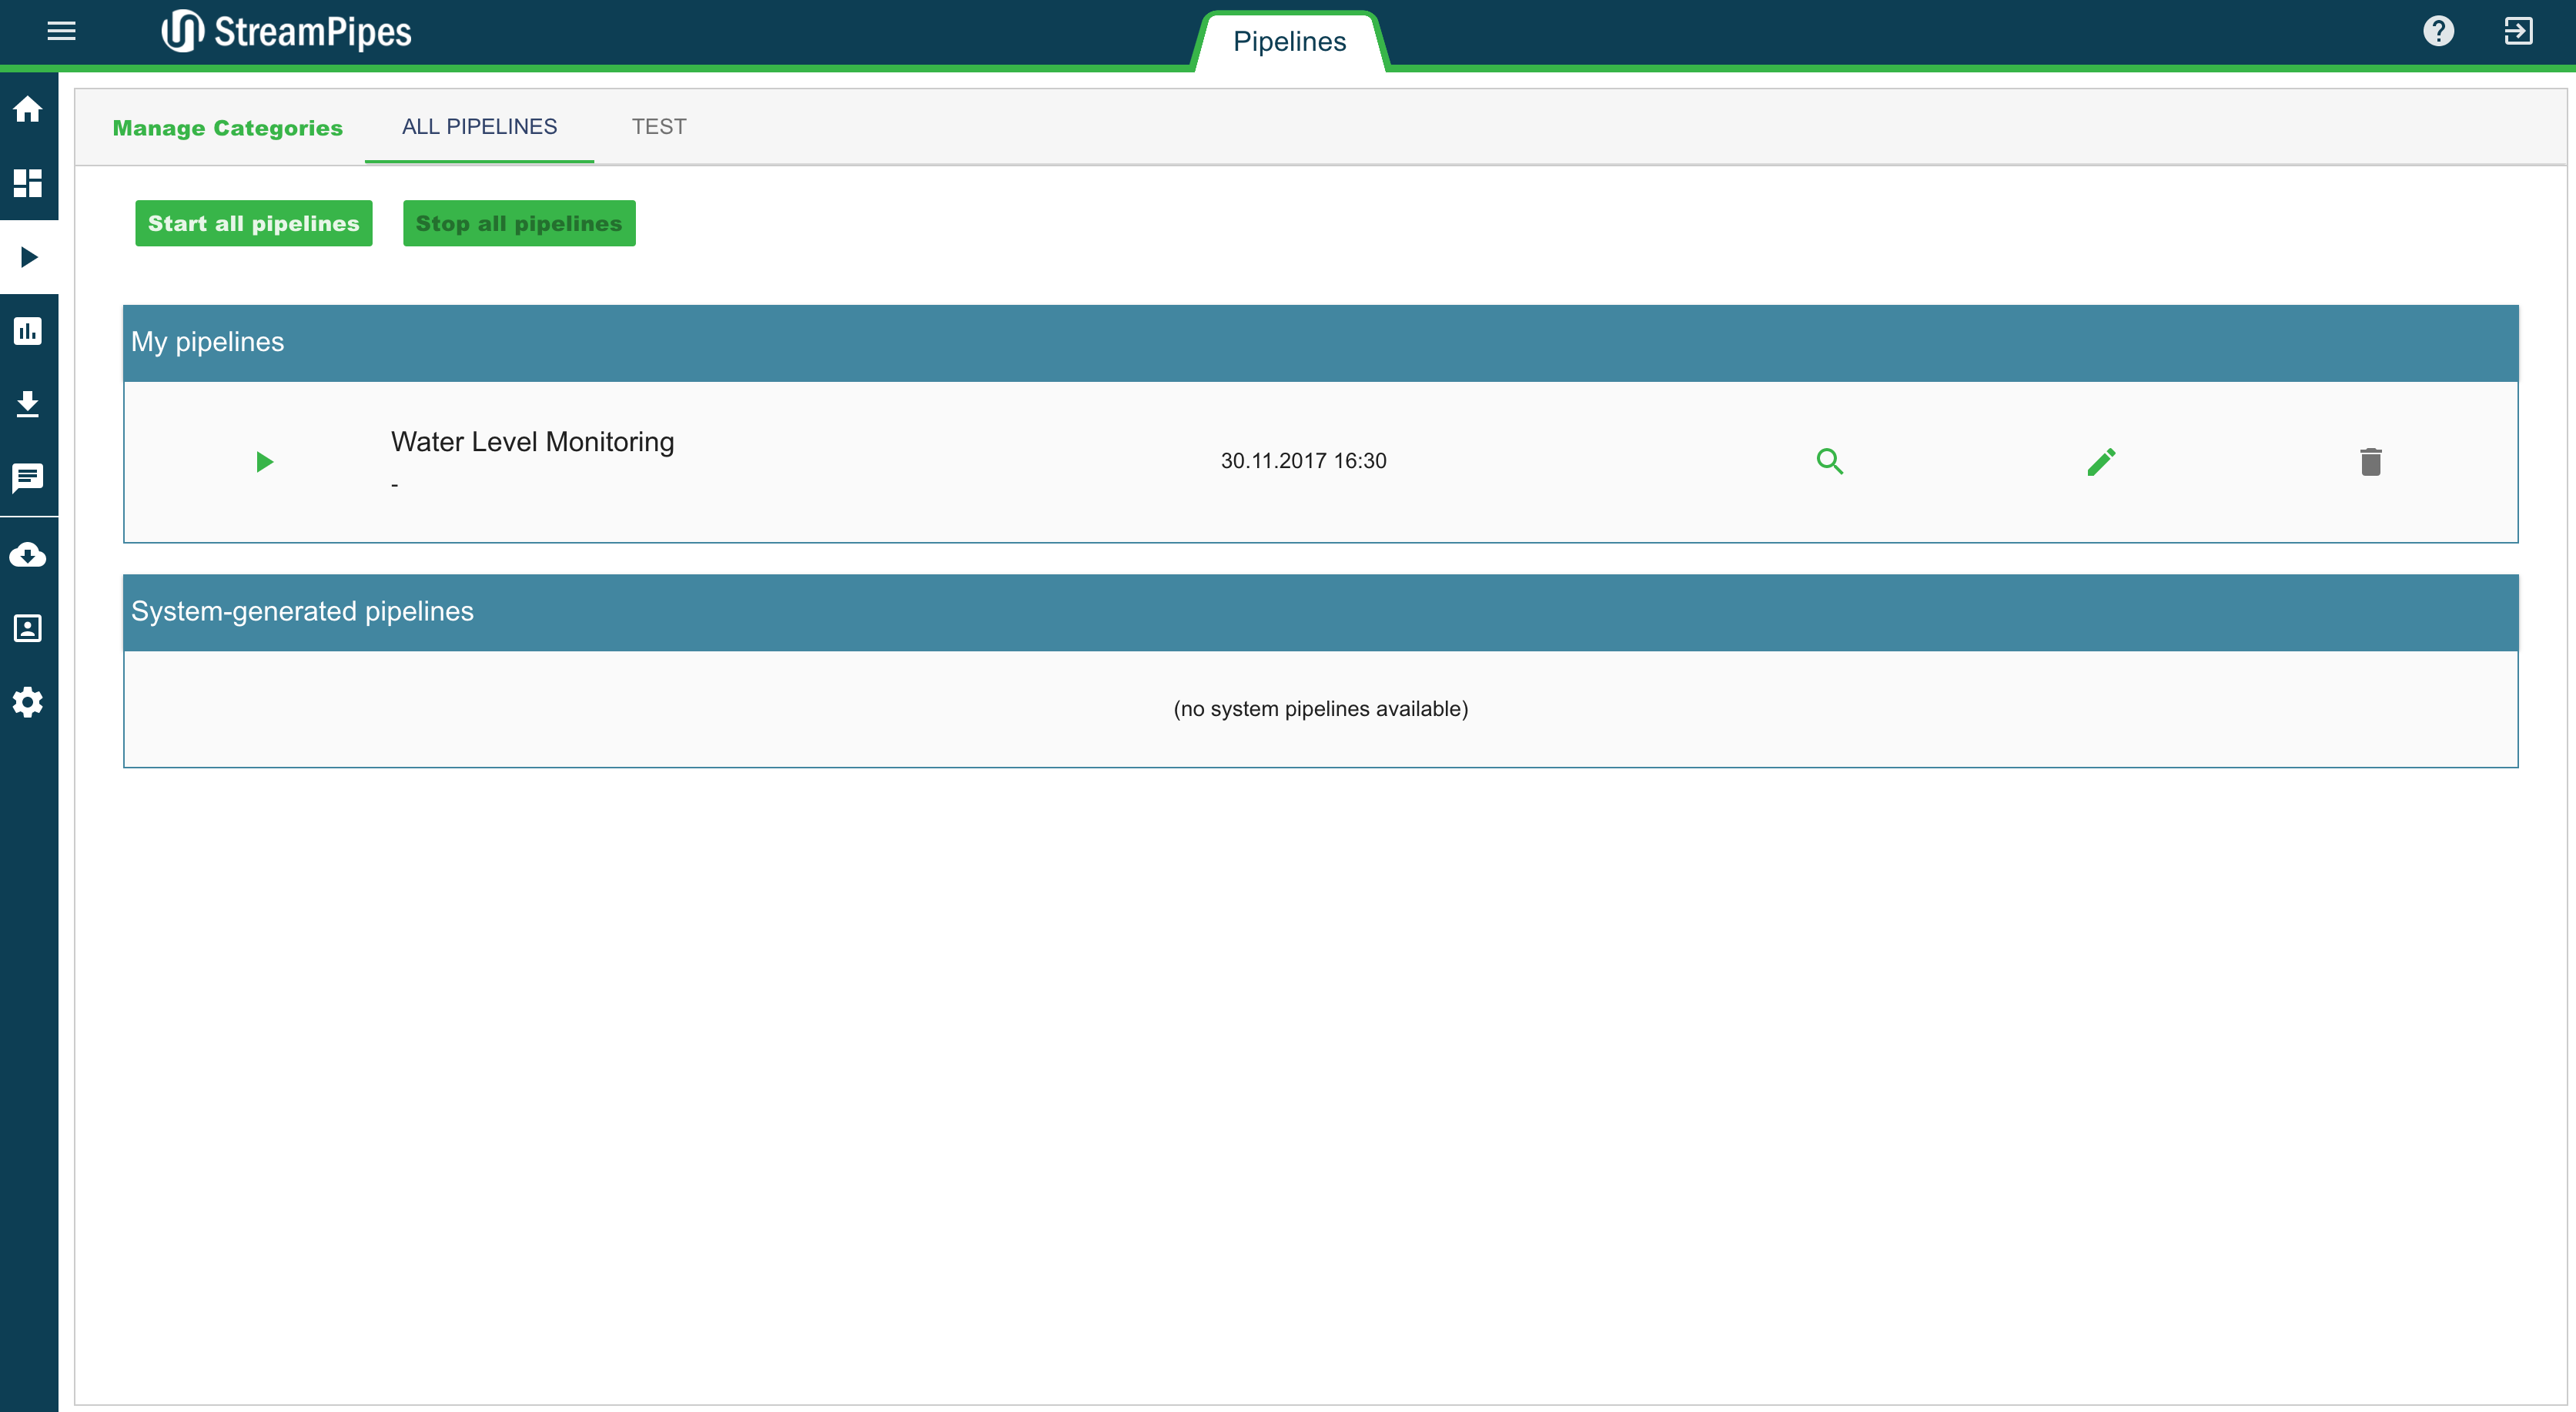 StreamPipes
Pipelines
Manage Categories
ALL PIPELINES
TEST
Start all pipelines
Stop all pipelines
My pipelines
Water Level Monitoring
-
30.11.2017 16:30
System-generated pipelines
(no system pipelines available)